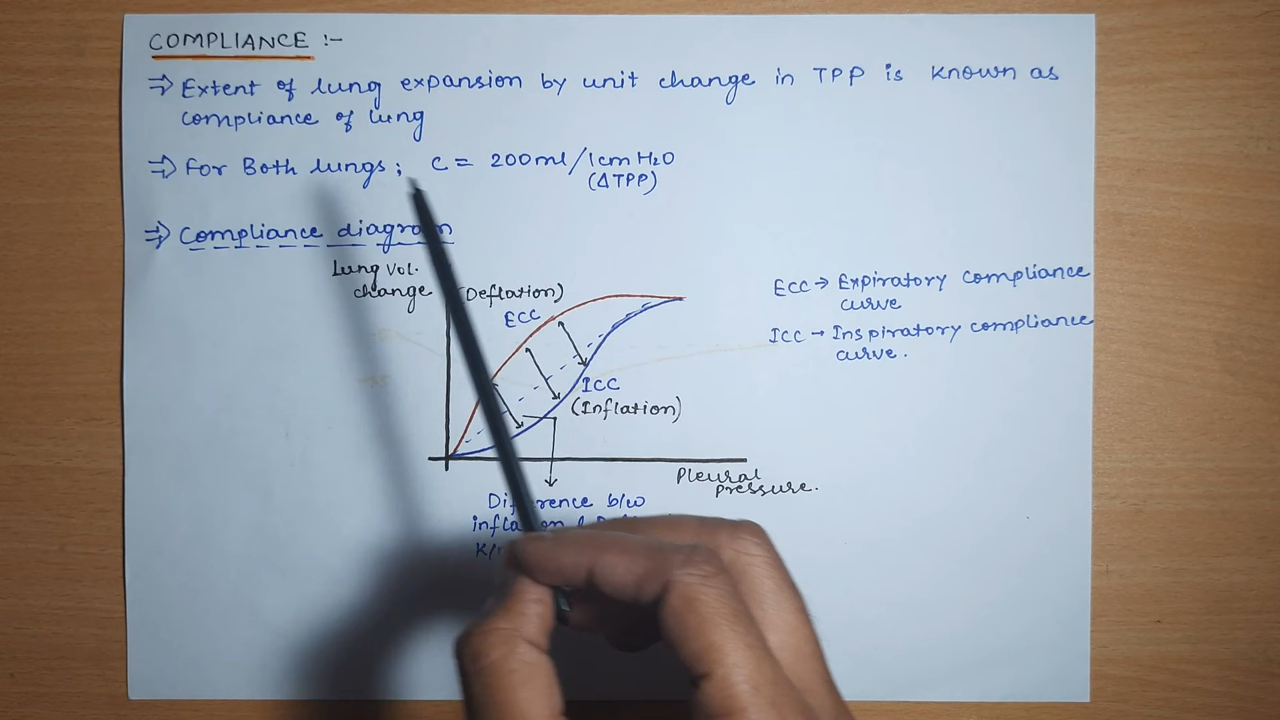 COMPLIANCE :-
⇒ Extent of lung expansion by unit change in TPP is known as
compliance of lung
⇒ For Both lungs; C = 200ml/1cm H2O
(ΔTPP)
⇒ Compliance diagram
Lung Vol.
change
(Deflation)
ECC
ICC
(Inflation)
Pleural
pressure.
ECC → Expiratory compliance
curve
ICC → Inspiratory compliance
curve.
Difference b/w